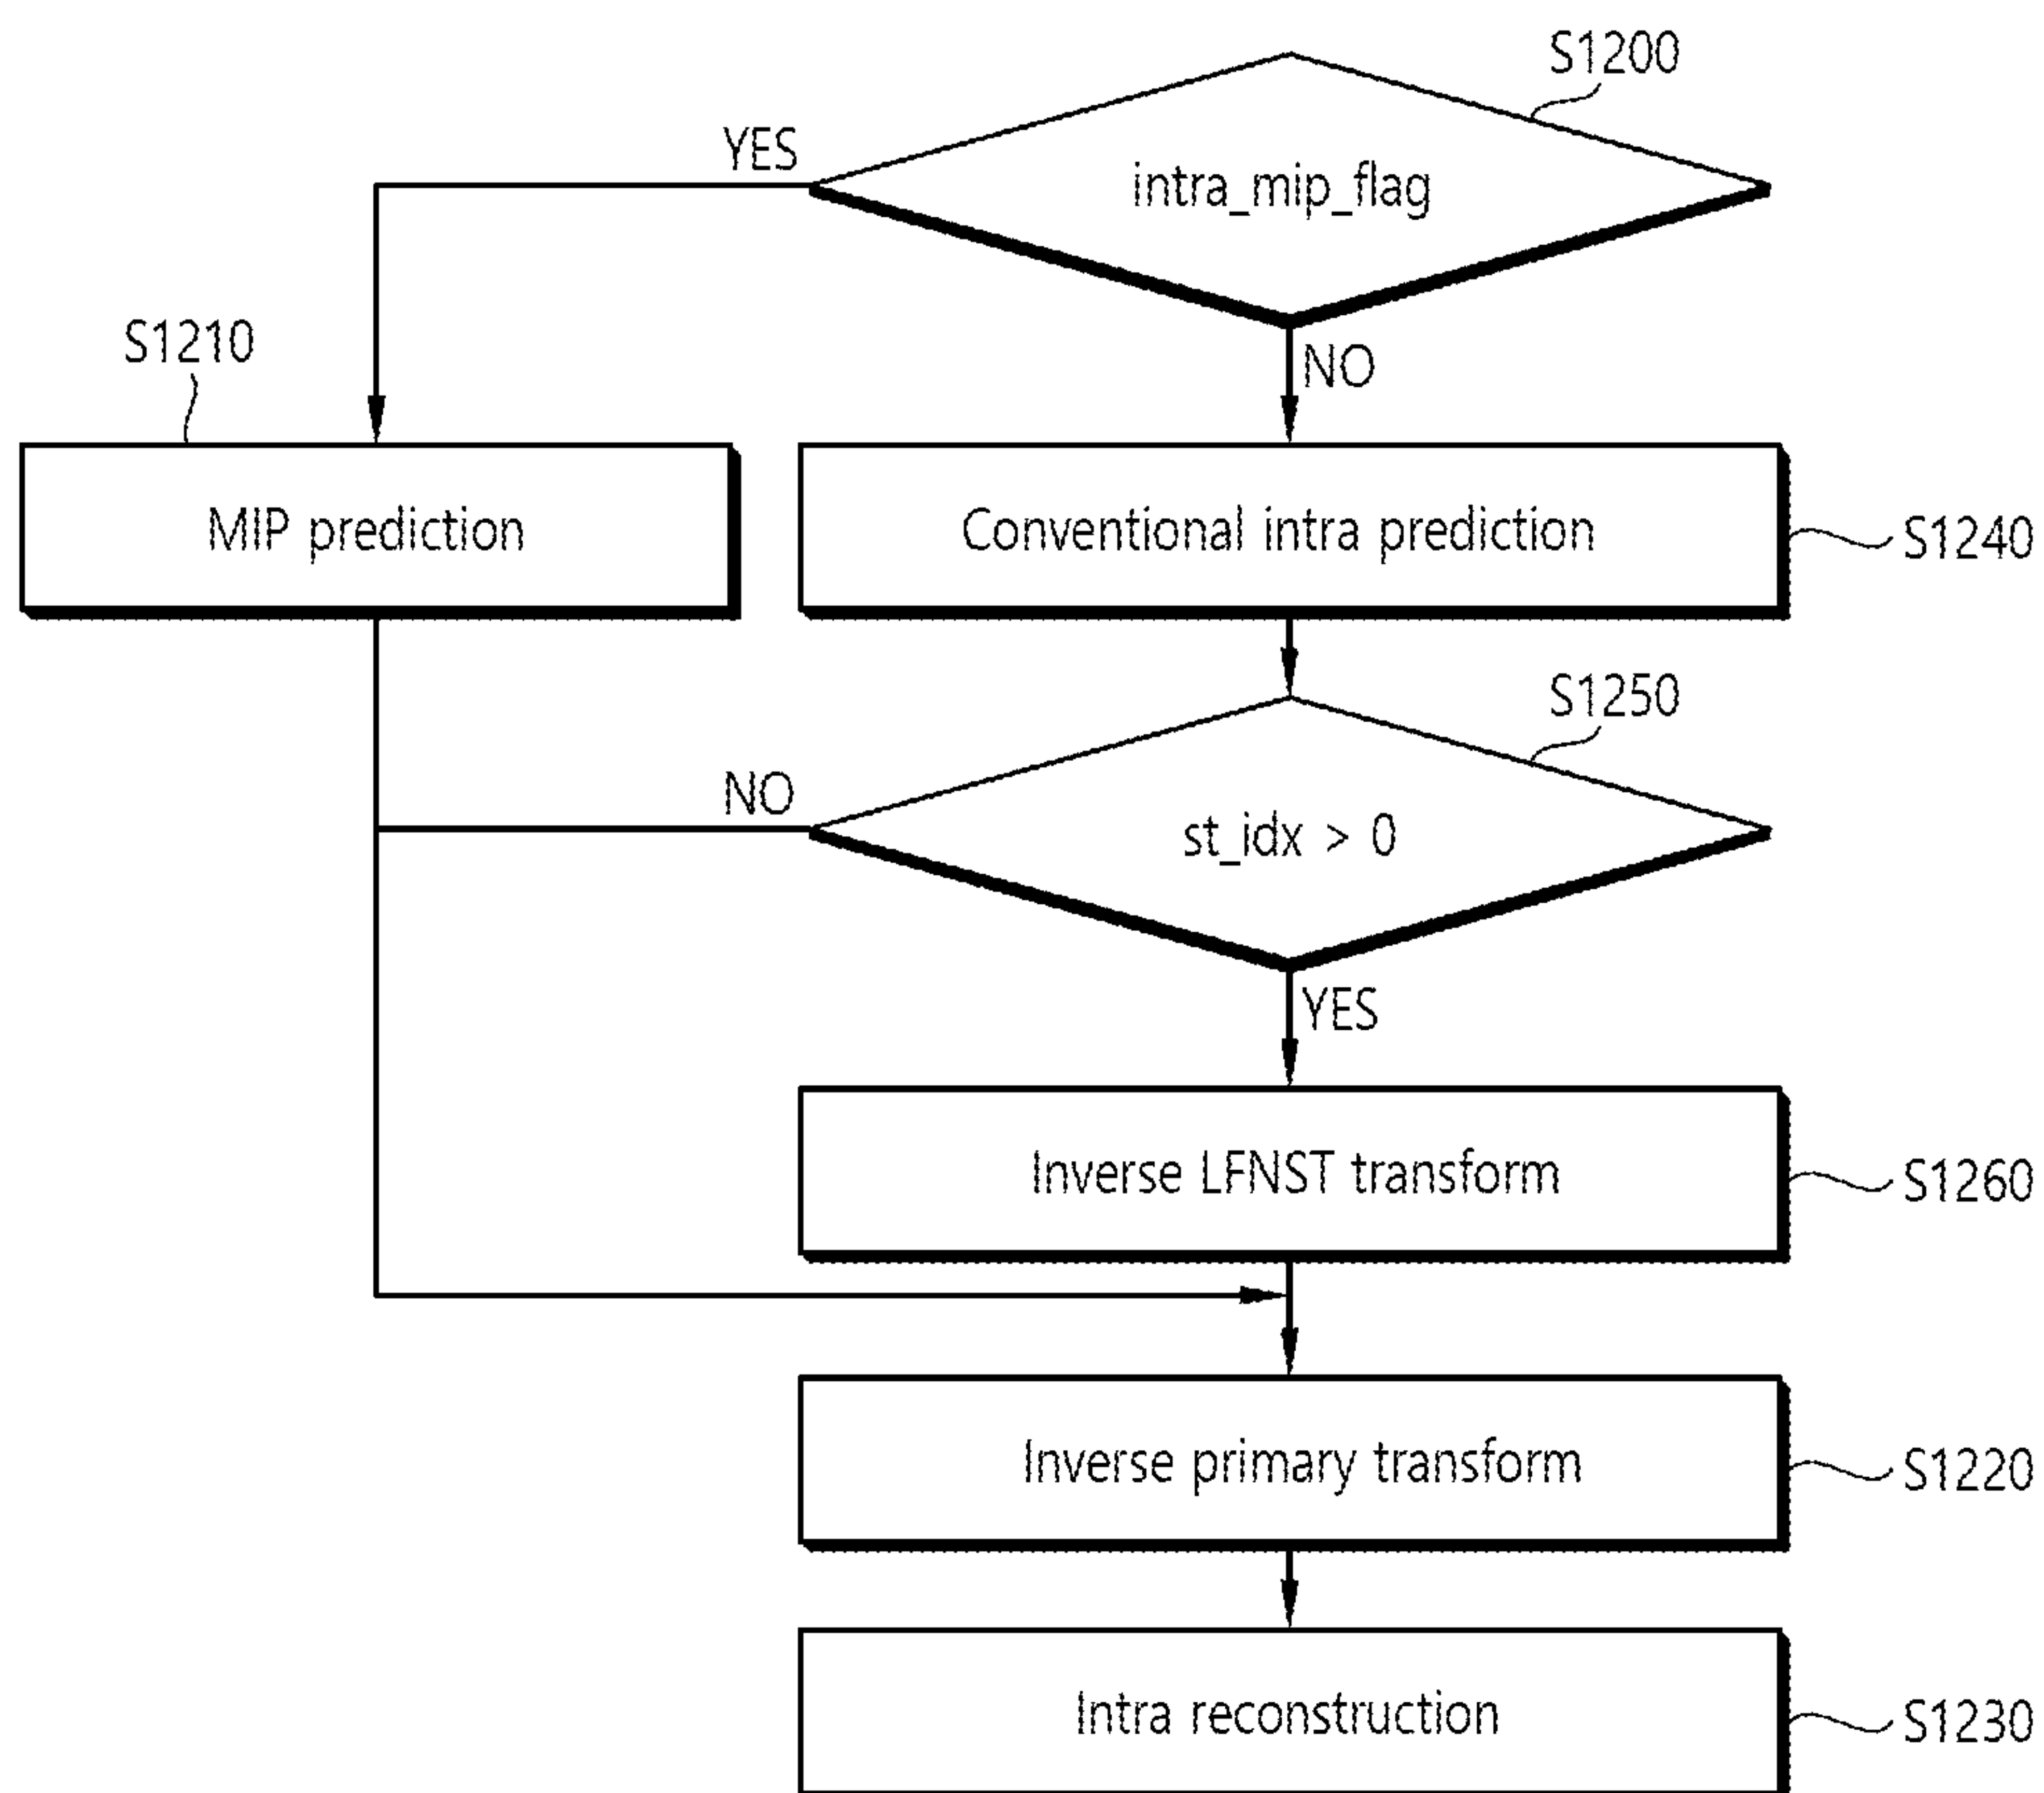 S1200
YES
intra_mip_flag
S1210
NO
MIP prediction
Conventional intra prediction
S1240
S1250
NO
st_idx > 0
YES
Inverse LFNST transform
S1260
Inverse primary transform
S1220
Intra reconstruction
S1230